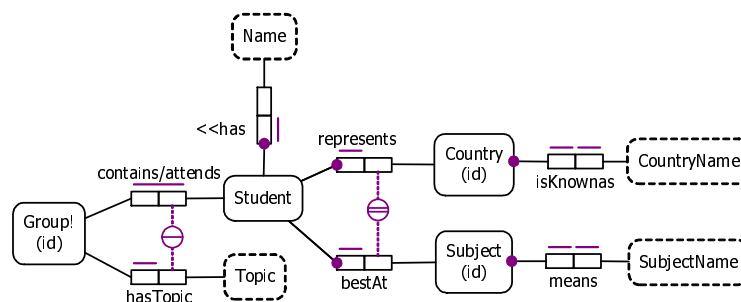 Name
<<has
represents
Country
(id)
CountryName
isKnownas
contains/attends
Student
Group!
(id)
Topic
hasTopic
bestAt
Subject
(id)
SubjectName
means